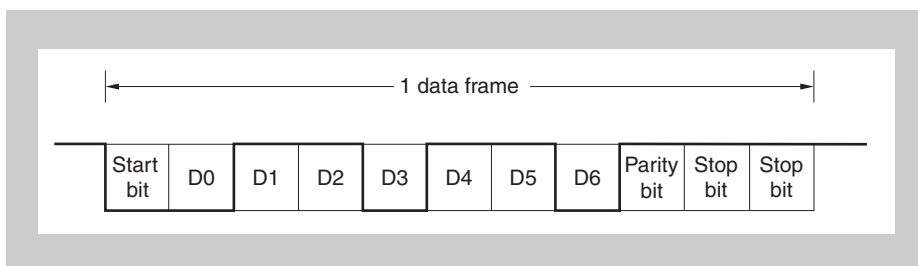 1 data frame
Start bit
D0
D1
D2
D3
D4
D5
D6
Parity bit
Stop bit
Stop bit